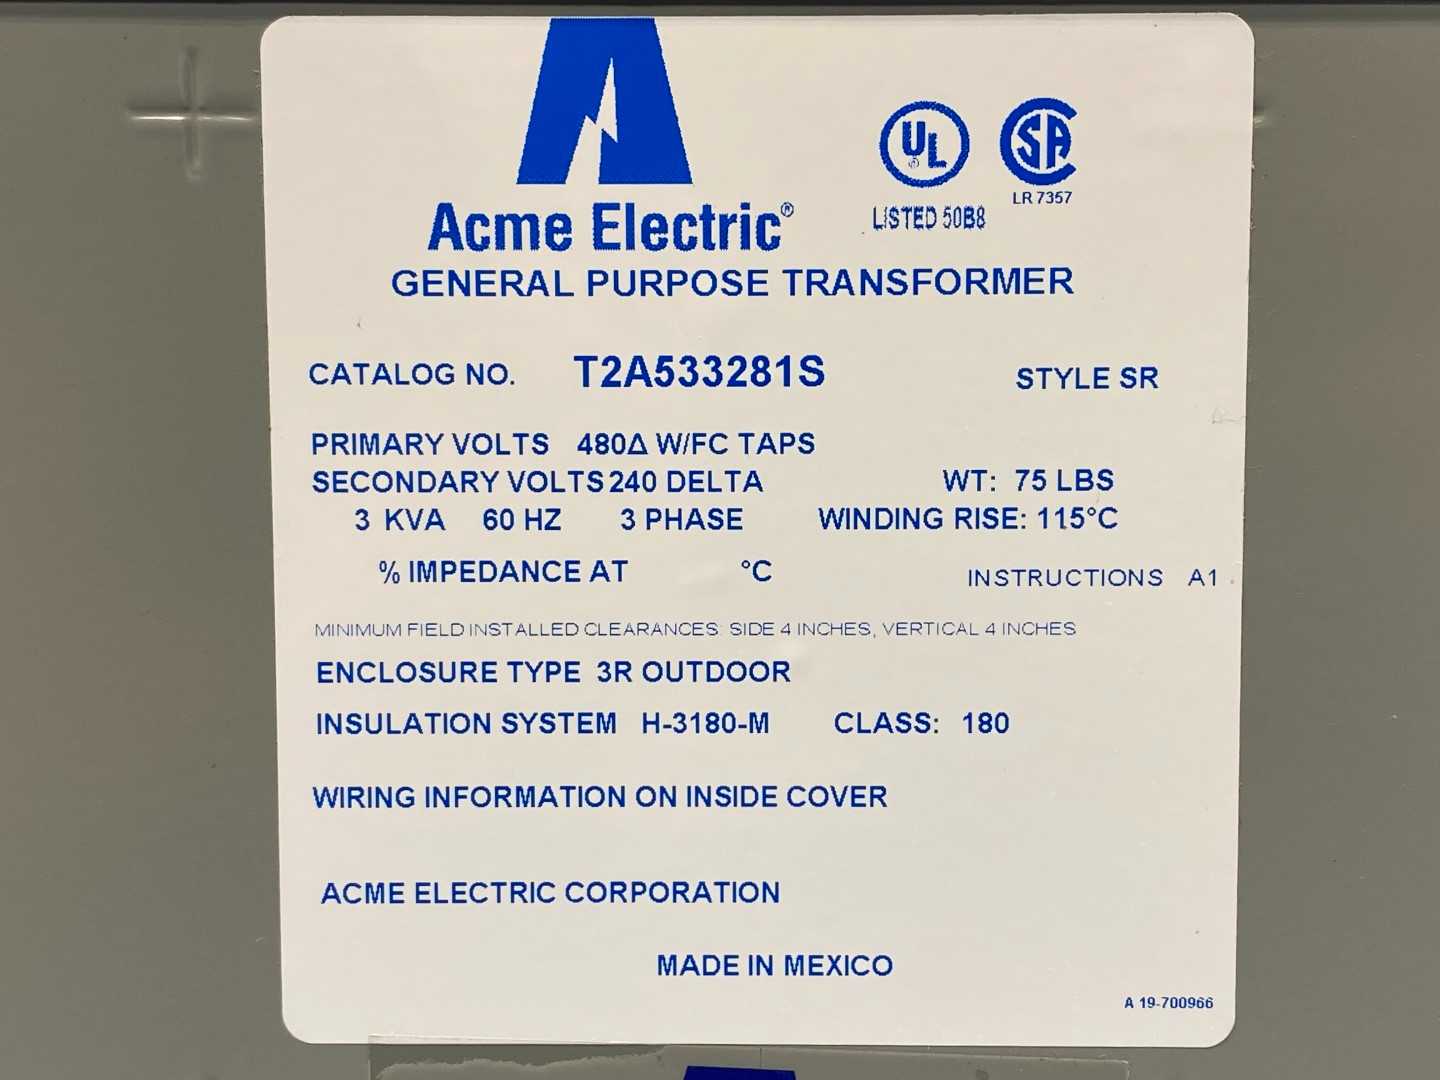 UL
®
SA
LR 7357
LISTED 50B8
Acme Electric®
GENERAL PURPOSE TRANSFORMER
CATALOG NO. T2A533281S STYLE SR
PRIMARY VOLTS 480Δ W/FC TAPS
SECONDARY VOLTS 240 DELTA WT: 75 LBS
3 KVA 60 HZ 3 PHASE WINDING RISE: 115°C
% IMPEDANCE AT °C INSTRUCTIONS A1
MINIMUM FIELD INSTALLED CLEARANCES: SIDE 4 INCHES, VERTICAL 4 INCHES
ENCLOSURE TYPE 3R OUTDOOR
INSULATION SYSTEM H-3180-M CLASS: 180
WIRING INFORMATION ON INSIDE COVER
ACME ELECTRIC CORPORATION
MADE IN MEXICO
A 19-700966